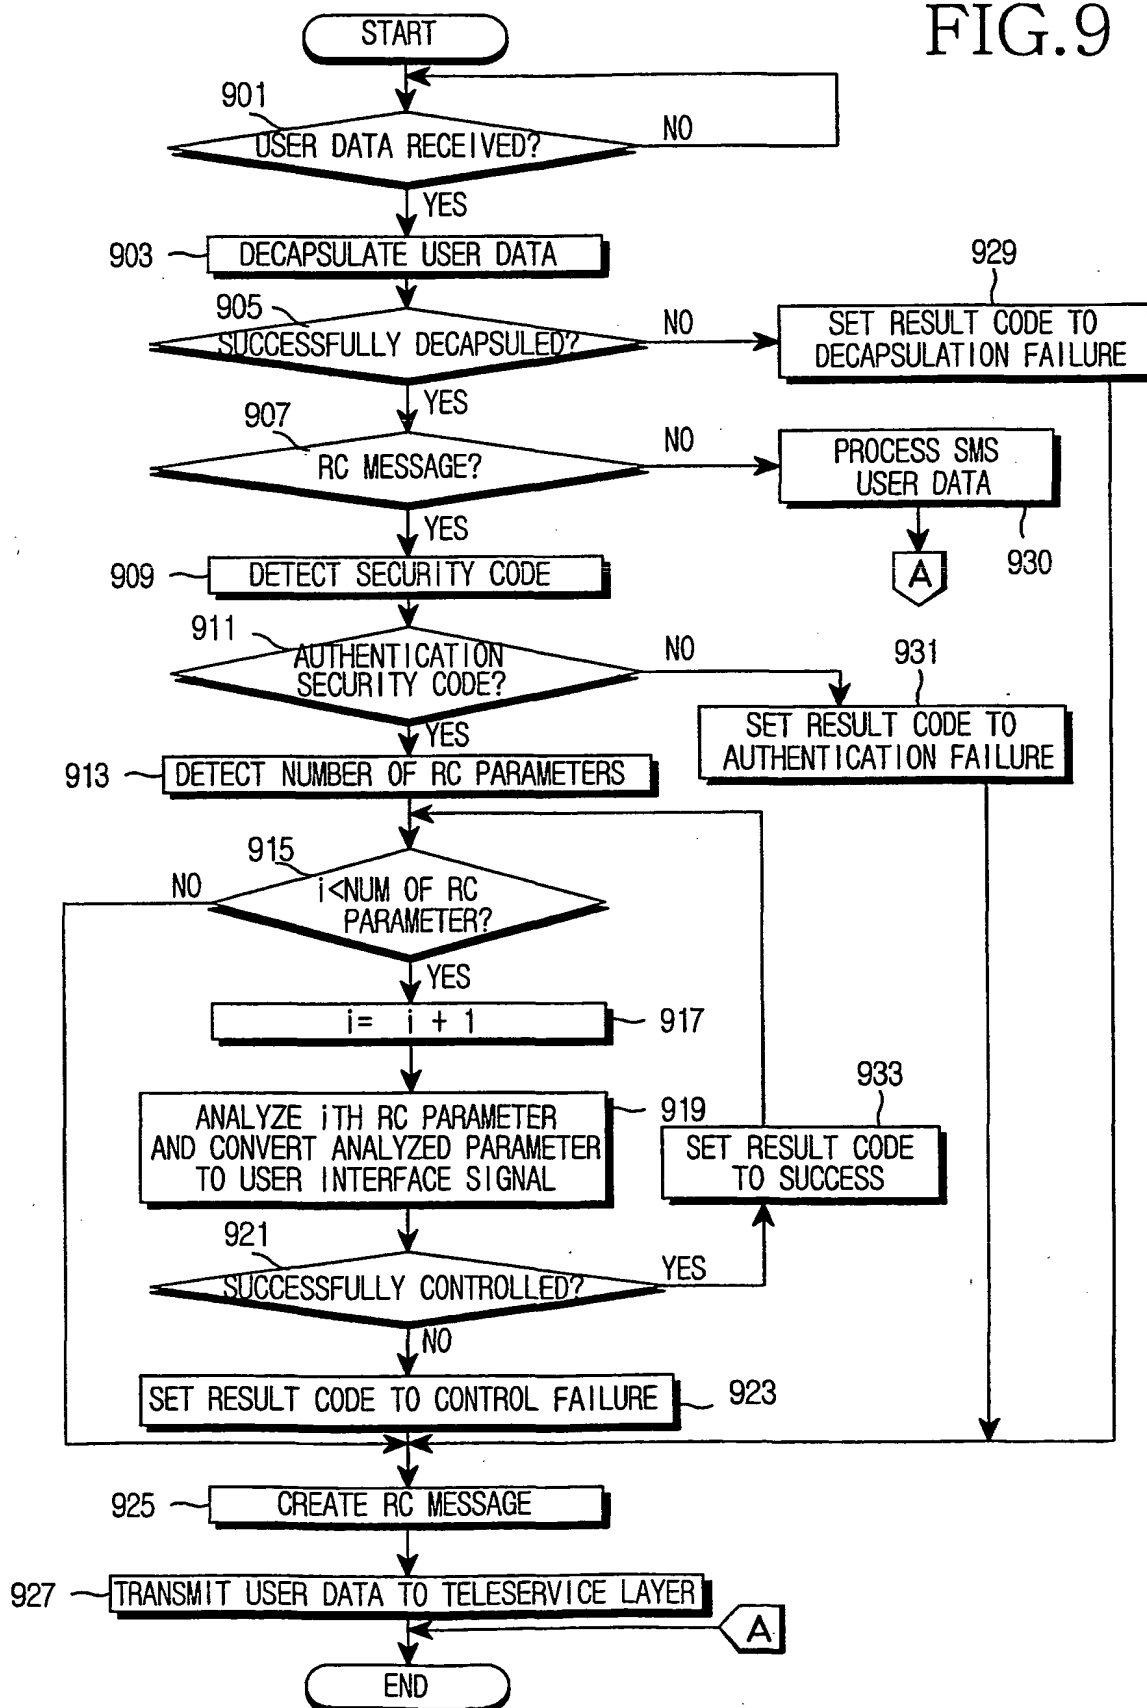 FIG.9
START
901
USER DATA RECEIVED?
NO
YES
903
DECAPSULATE USER DATA
905
SUCCESSFULLY DECAPSULED?
NO
929
SET RESULT CODE TO
DECAPSULATION FAILURE
YES
907
RC MESSAGE?
NO
PROCESS SMS
USER DATA
930
A
YES
909
DETECT SECURITY CODE
911
AUTHENTICATION
SECURITY CODE?
NO
931
SET RESULT CODE TO
AUTHENTICATION FAILURE
YES
913
DETECT NUMBER OF RC PARAMETERS
915
NO
i<NUM OF RC
PARAMETER?
YES
i= i + 1
917
ANALYZE iTH RC PARAMETER
AND CONVERT ANALYZED PARAMETER
TO USER INTERFACE SIGNAL
919
933
SET RESULT CODE
TO SUCCESS
921
SUCCESSFULLY CONTROLLED?
YES
NO
SET RESULT CODE TO CONTROL FAILURE
923
925
CREATE RC MESSAGE
927
TRANSMIT USER DATA TO TELESERVICE LAYER
A
END